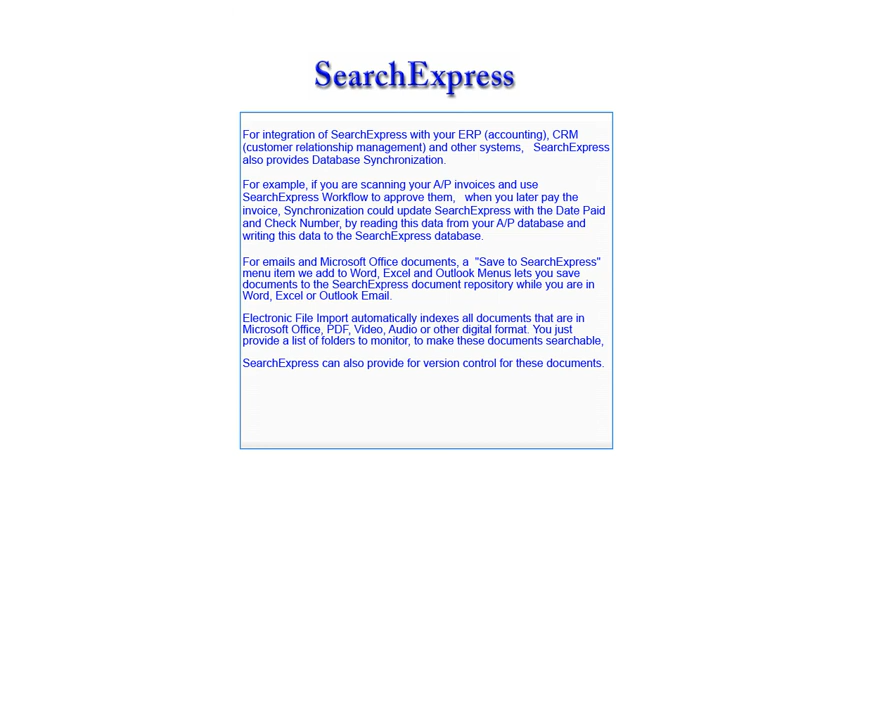 SearchExpress
For integration of SearchExpress with your ERP (accounting), CRM
(customer relationship management) and other systems,   SearchExpress
also provides Database Synchronization.
For example, if you are scanning your A/P invoices and use
SearchExpress Workflow to approve them,   when you later pay the
invoice, Synchronization could update SearchExpress with the Date Paid
and Check Number, by reading this data from your A/P database and
writing this data to the SearchExpress database.
For emails and Microsoft Office documents, a  "Save to SearchExpress"
menu item we add to Word, Excel and Outlook Menus lets you save
documents to the SearchExpress document repository while you are in
Word, Excel or Outlook Email.
Electronic File Import automatically indexes all documents that are in
Microsoft Office, PDF, Video, Audio or other digital format. You just
provide a list of folders to monitor, to make these documents searchable,
SearchExpress can also provide for version control for these documents.